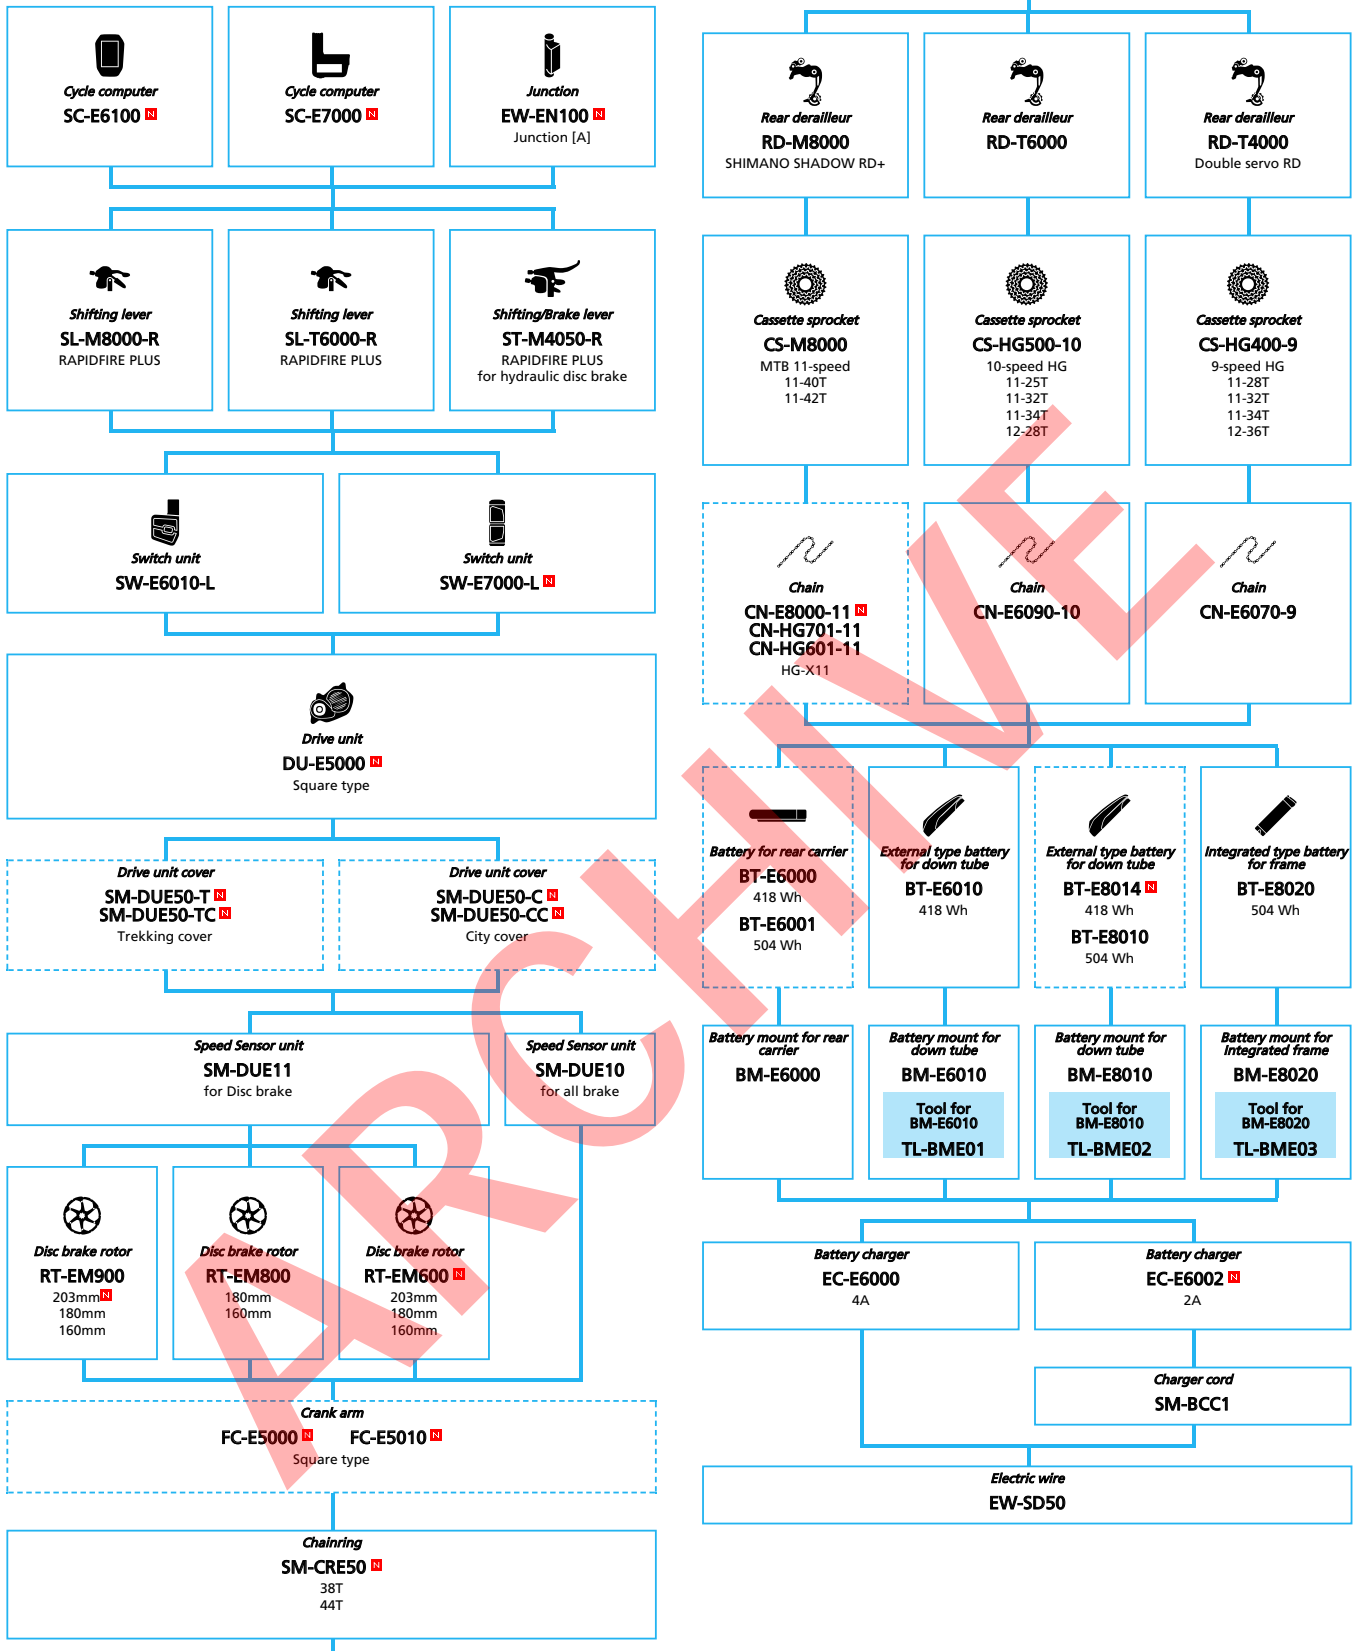 Cycle computer
SC-E6100 N
Cycle computer
SC-E7000 N
Junction
EW-EN100 N
Junction [A]
Shifting lever
SL-M8000-R
RAPIDFIRE PLUS
Shifting lever
SL-T6000-R
RAPIDFIRE PLUS
Shifting/Brake lever
ST-M4050-R
RAPIDFIRE PLUS
for hydraulic disc brake
Switch unit
SW-E6010-L
Switch unit
SW-E7000-L N
Drive unit
DU-E5000 N
Square type
Drive unit cover
SM-DUE50-T N
SM-DUE50-TC N
Trekking cover
Drive unit cover
SM-DUE50-C N
SM-DUE50-CC N
City cover
Speed Sensor unit
SM-DUE11
for Disc brake
Speed Sensor unit
SM-DUE10
for all brake
Disc brake rotor
RT-EM900
203mm N
180mm
160mm
Disc brake rotor
RT-EM800
180mm
160mm
Disc brake rotor
RT-EM600 N
203mm
180mm
160mm
Crank arm
FC-E5000 N FC-E5010 N
Square type
Chainring
SM-CRE50 N
38T
44T
Rear derailleur
RD-M8000
SHIMANO SHADOW RD+
Rear derailleur
RD-T6000
Rear derailleur
RD-T4000
Double servo RD
Cassette sprocket
CS-M8000
MTB 11-speed
11-40T
11-42T
Cassette sprocket
CS-HG500-10
10-speed HG
11-25T
11-32T
11-34T
12-28T
Cassette sprocket
CS-HG400-9
9-speed HG
11-28T
11-32T
11-34T
12-36T
Chain
CN-E8000-11 N
CN-HG701-11
CN-HG601-11
HG-X11
Chain
CN-E6090-10
Chain
CN-E6070-9
Battery for rear carrier
BT-E6000
418 Wh
BT-E6001
504 Wh
External type battery
for down tube
BT-E6010
418 Wh
External type battery
for down tube
BT-E8014 N
418 Wh
BT-E8010
504 Wh
Integrated type battery
for frame
BT-E8020
504 Wh
Battery mount for rear
carrier
BM-E6000
Battery mount for
down tube
BM-E6010
Tool for
BM-E6010
TL-BME01
Battery mount for
down tube
BM-E8010
Tool for
BM-E8010
TL-BME02
Battery mount for
Integrated frame
BM-E8020
Tool for
BM-E8020
TL-BME03
Battery charger
EC-E6000
4A
Battery charger
EC-E6002 N
2A
Charger cord
SM-BCC1
Electric wire
EW-SD50
ARCHIVE